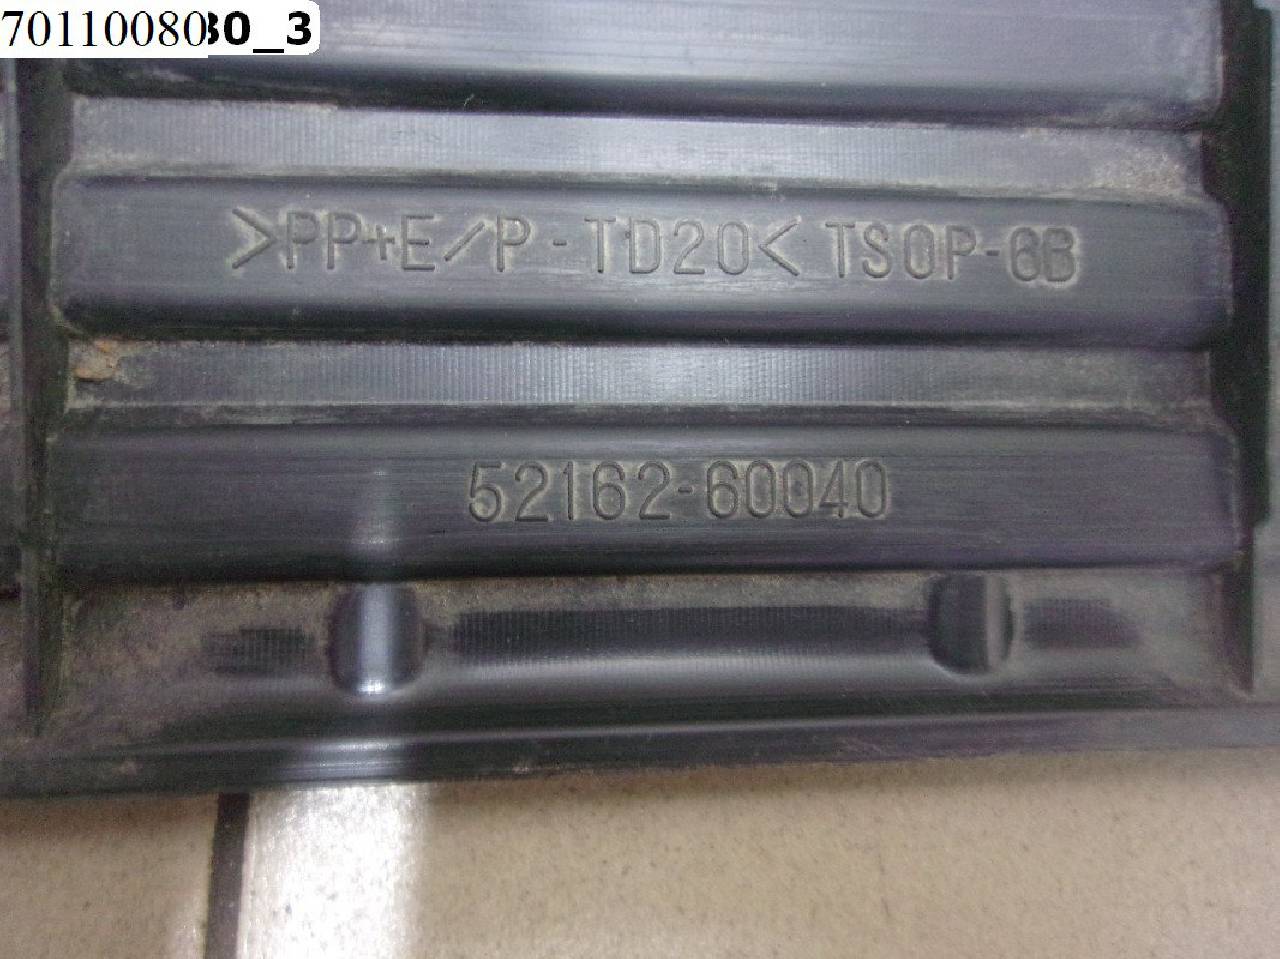 70110080
30_3
>PP+E/P-TD20< TSOP-6B
52162-60040